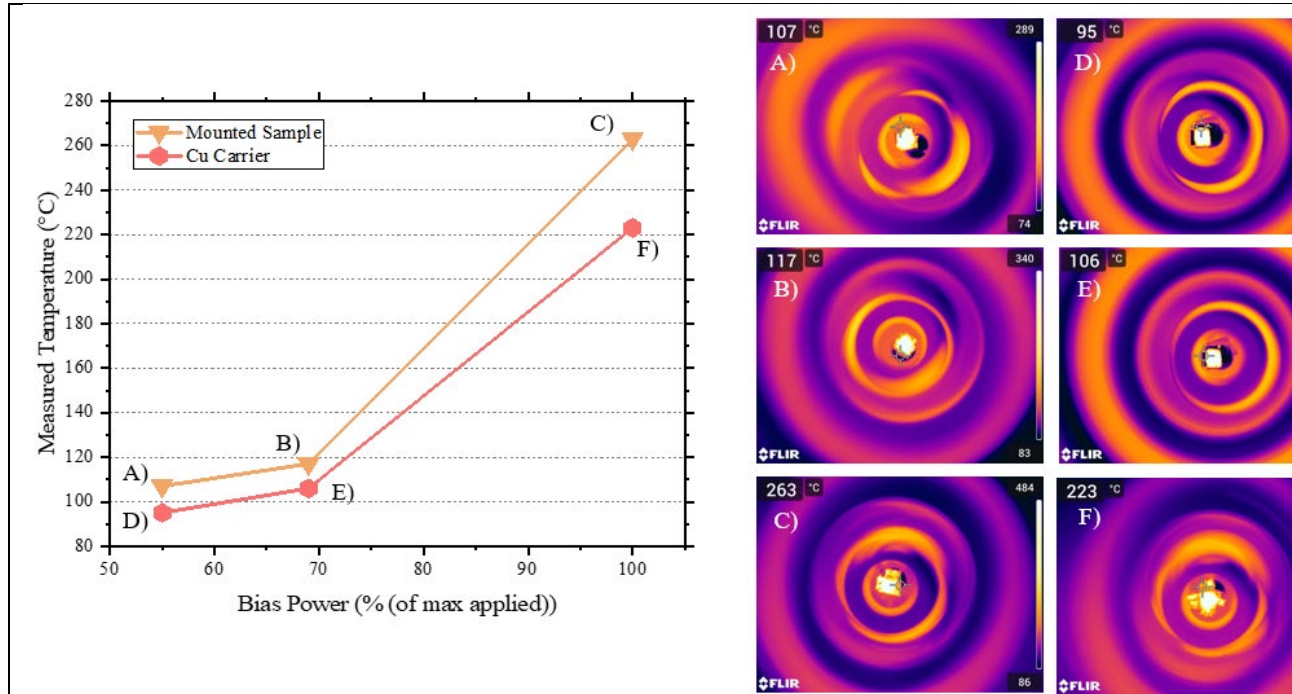 280
260
240
220
200
180
160
140
120
100
80
Measured Temperature (°C)
Mounted Sample
Cu Carrier
A)
B)
C)
D)
E)
F)
50
60
70
80
90
100
Bias Power (% (of max applied))
107 °C 289
A)
FLIR 74
95 °C
D)
FLIR
117 °C 340
B)
FLIR 83
106 °C
E)
FLIR
263 °C 484
C)
FLIR 86
223 °C
F)
FLIR